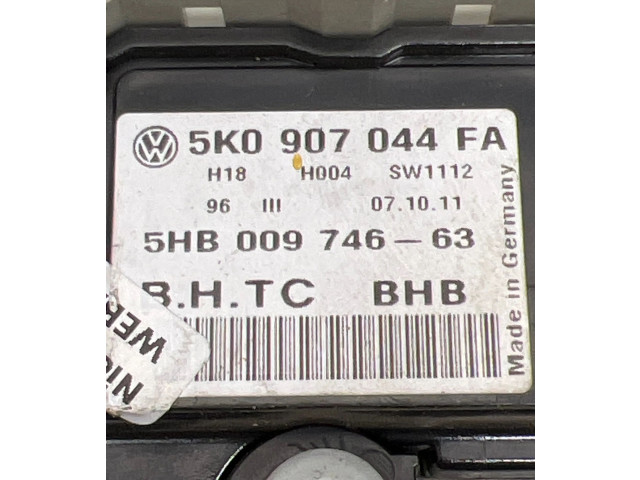 5K0 907 044 FA
H18 H004 SW1112
96 III 07.10.11
5HB 009 746-63
B.H.TC BHB
Made in Germany